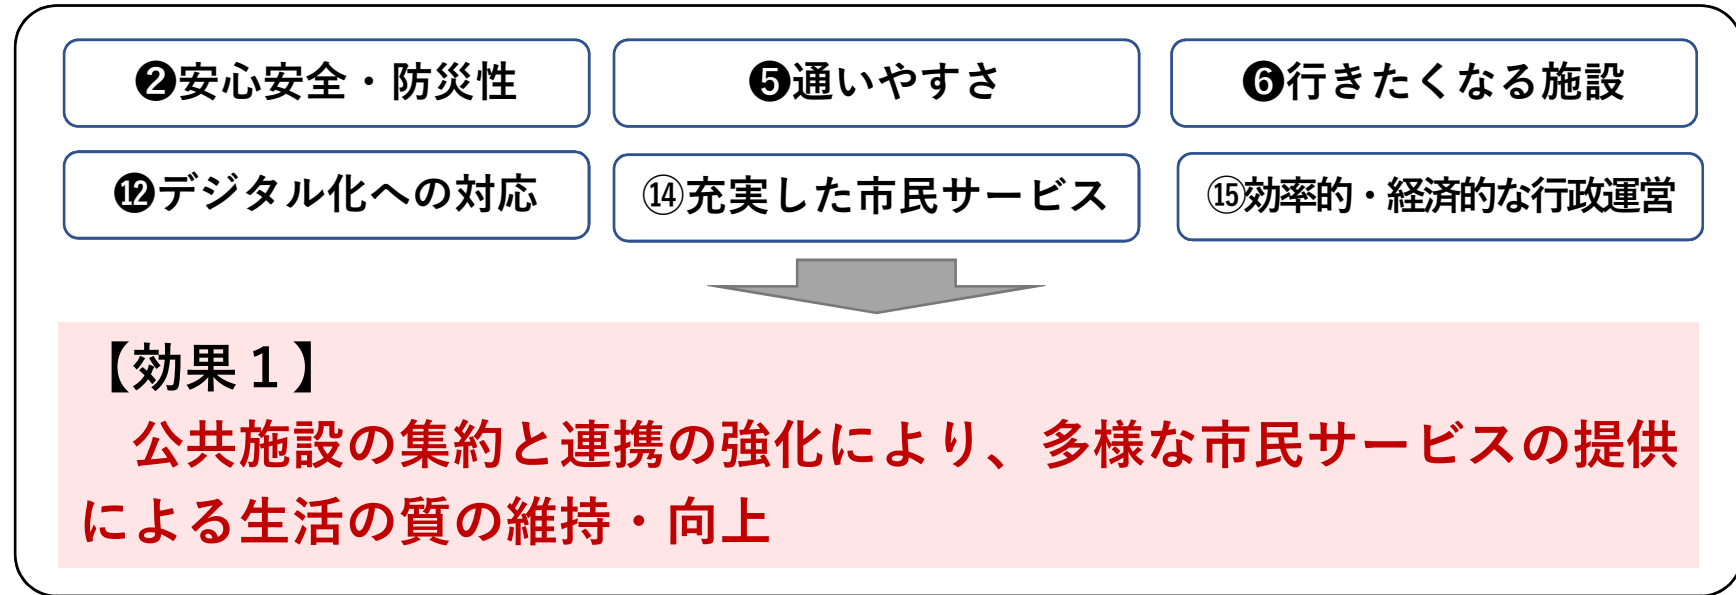 ❷安心安全・防災性
❺通いやすさ
❻行きたくなる施設
⓬デジタル化への対応
⑭充実した市民サービス
⑮効率的・経済的な行政運営
【効果１】
公共施設の集約と連携の強化により、多様な市民サービスの提供
による生活の質の維持・向上